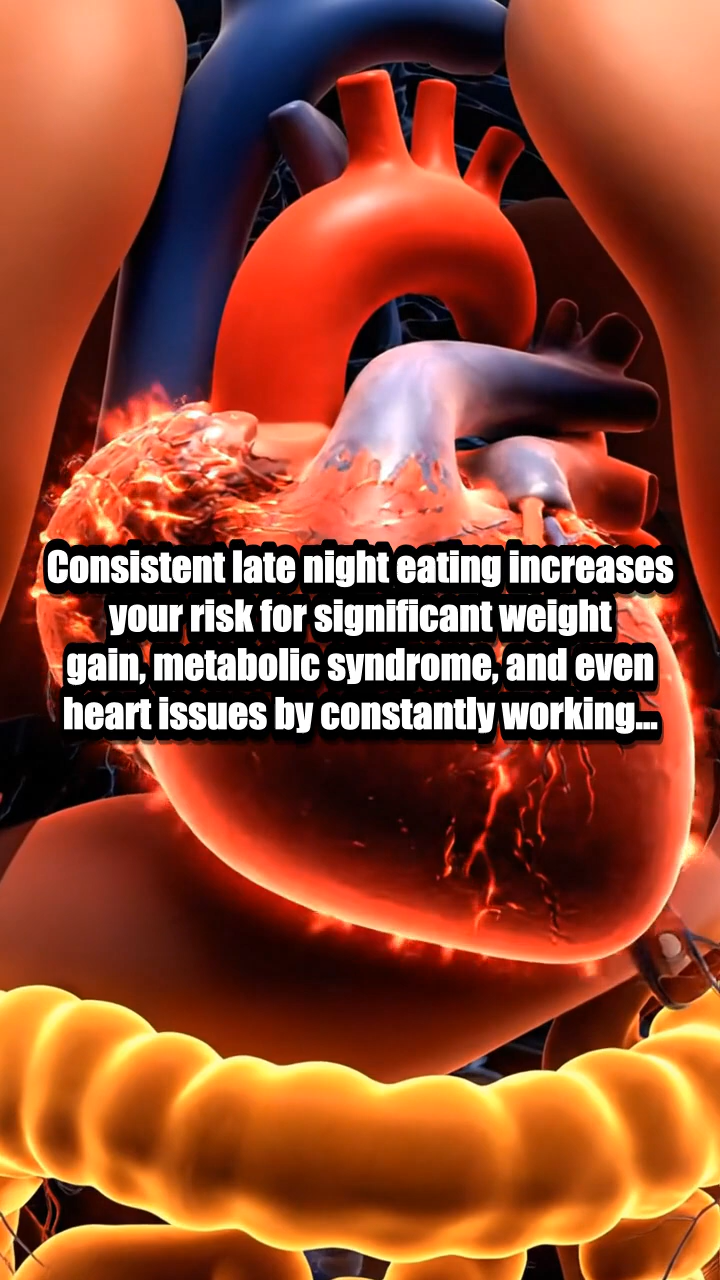 Consistent late night eating increases
your risk for significant weight
gain, metabolic syndrome, and even
heart issues by constantly working...